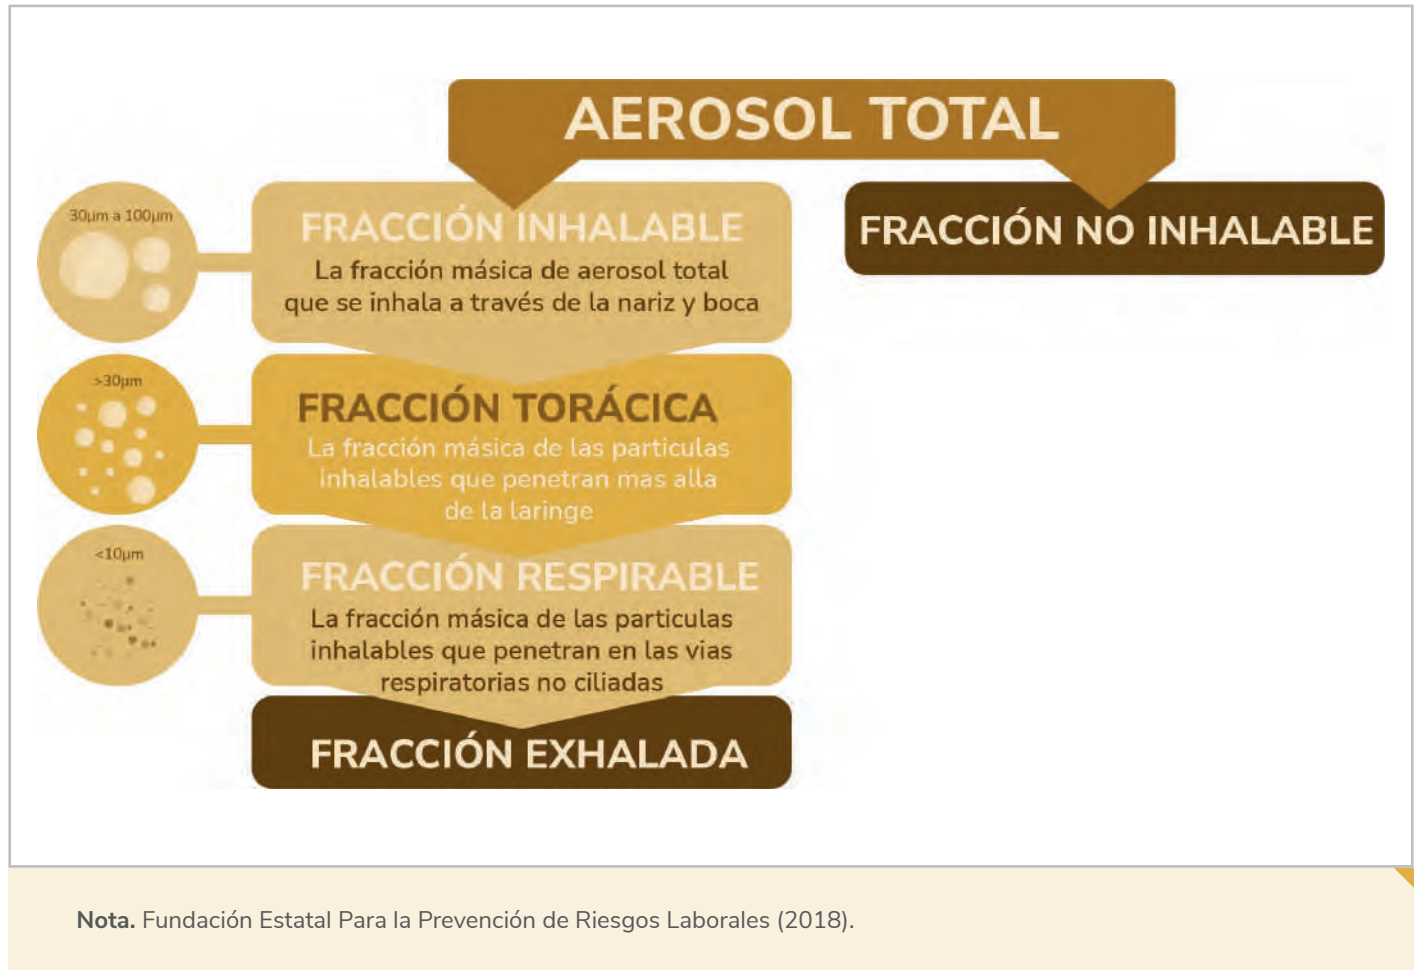 AEROSOL TOTAL
30µm a 100µm
FRACCIÓN INHALABLE
La fracción másica de aerosol total
que se inhala a través de la nariz y boca
FRACCIÓN NO INHALABLE
>30µm
FRACCIÓN TORÁCICA
La fracción másica de las particulas
inhalables que penetran mas alla
de la laringe
<10µm
FRACCIÓN RESPIRABLE
La fracción másica de las particulas
inhalables que penetran en las vias
respiratorias no ciliadas
FRACCIÓN EXHALADA
Nota. Fundación Estatal Para la Prevención de Riesgos Laborales (2018).